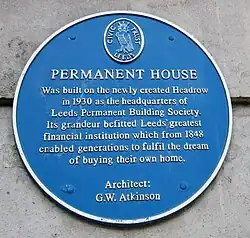 CIVIC TRUST
LEEDS
PERMANENT HOUSE
Was built on the newly created Headrow
in 1930 as the headquarters of
Leeds Permanent Building Society.
Its grandeur befitted Leeds greatest
financial institution which from 1848
enabled generations to fulfil the dream
of buying their own home.
Architect:
G.W. Atkinson